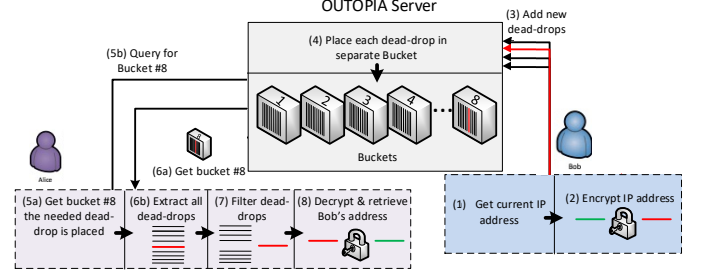 OUTOPIA Server
(3) Add new
dead-drops
(4) Place each dead-drop in
separate Bucket
(5b) Query for
Bucket #8
1
2
3
4
...
8
Buckets
8
(6a) Get bucket #8
Alice
Bob
(5a) Get bucket #8
the needed dead-
drop is placed
(6b) Extract all
dead-drops
(7) Filter dead-
drops
(8) Decrypt & retrieve
Bob's address
(1) Get current IP
address
(2) Encrypt IP address